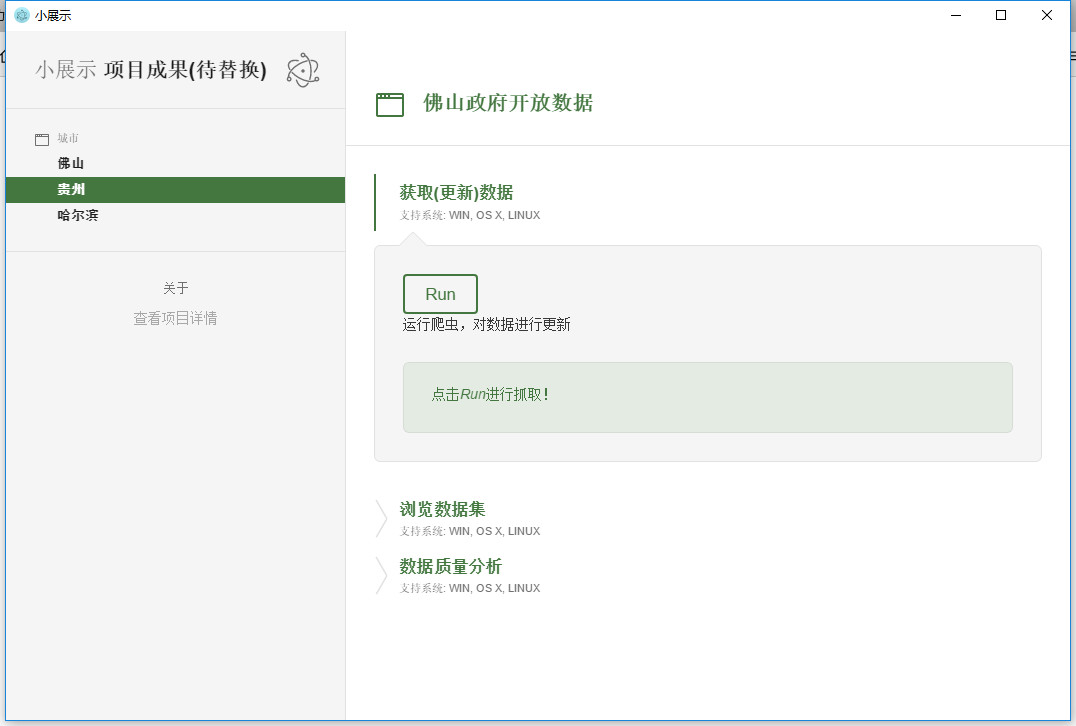 小展示
小展示 项目成果(待替换)
城市
佛山
贵州
哈尔滨
关于
查看项目详情
佛山政府开放数据
获取(更新)数据
支持系统: WIN, OS X, LINUX
Run
运行爬虫，对数据进行更新
点击Run进行抓取！
浏览数据集
支持系统: WIN, OS X, LINUX
数据质量分析
支持系统: WIN, OS X, LINUX